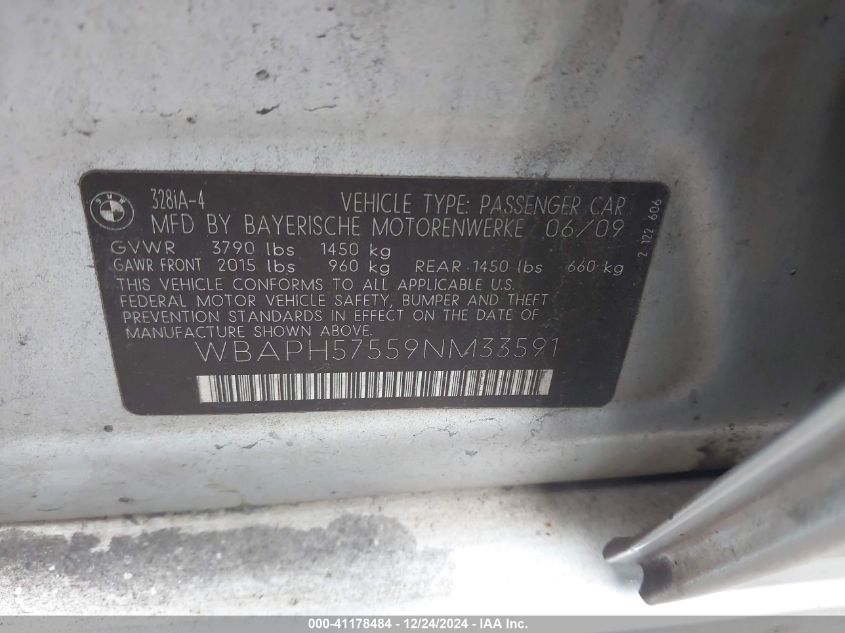 BMW
328iA-4 VEHICLE TYPE: PASSENGER CAR
MFD BY BAYERISCHE MOTORENWERKE 06/09
GVWR 3790 lbs 1450 kg
GAWR FRONT 2015 lbs 960 kg REAR 1450 lbs 660 kg
THIS VEHICLE CONFORMS TO ALL APPLICABLE U.S.
FEDERAL MOTOR VEHICLE SAFETY, BUMPER AND THEFT
PREVENTION STANDARDS IN EFFECT ON THE DATE OF
MANUFACTURE SHOWN ABOVE.
WBAPH57559NM33591
2 122 606
000-41178484 - 12/24/2024 - IAA Inc.